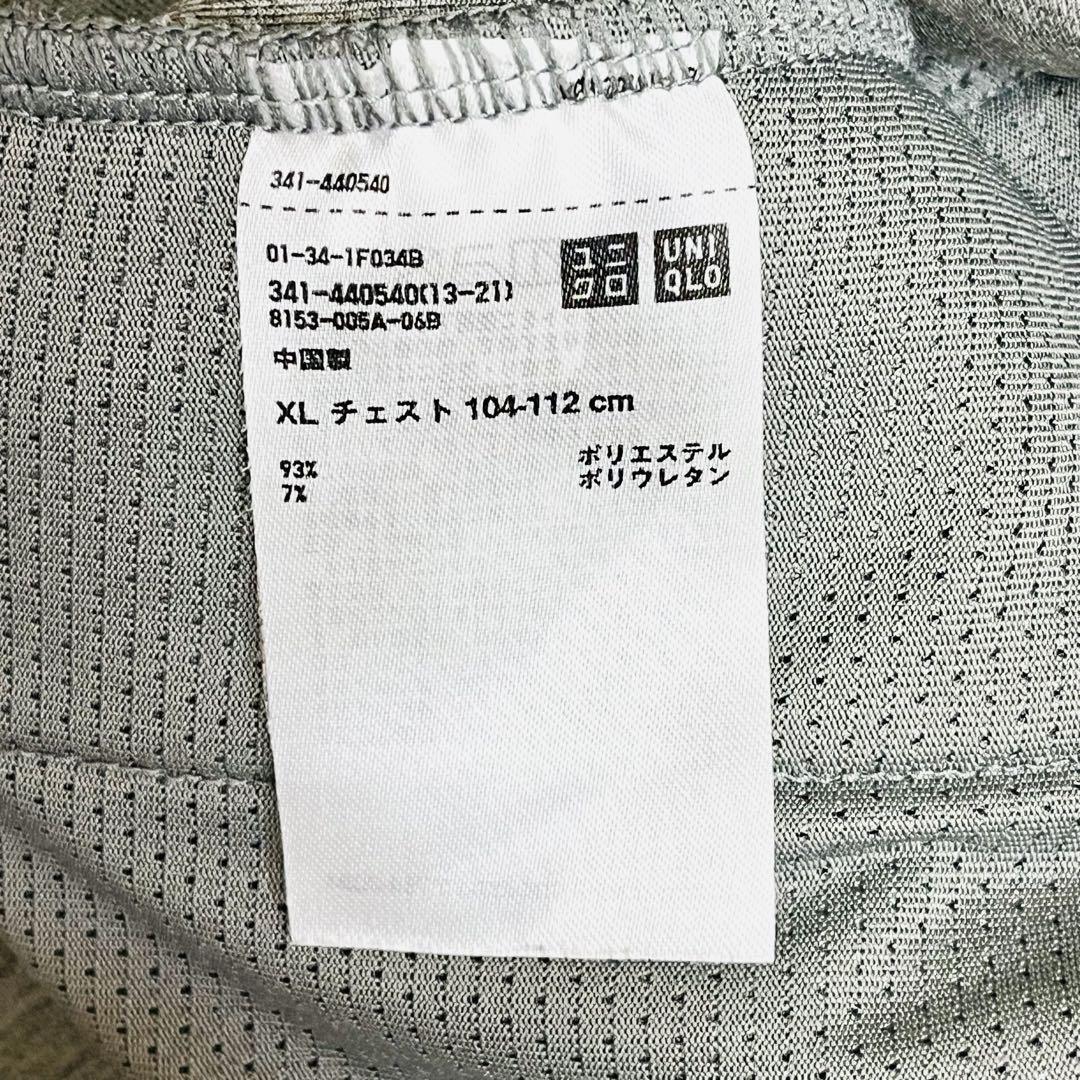 341-440540
01-34-1F034B
341-440540(13-21)
8153-005A-06B
ユニクロ UNIQLO
中国製
XL チェスト 104-112 cm
93% ポリエステル
7% ポリウレタン